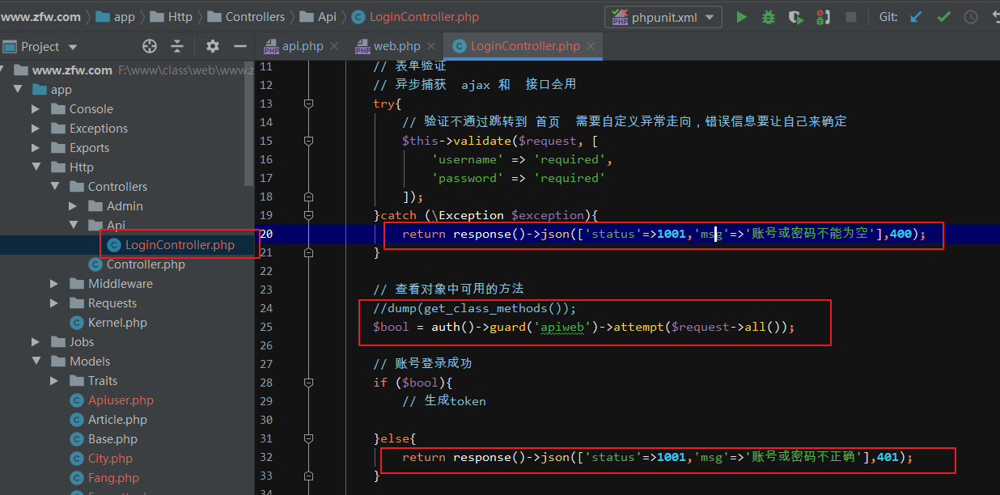 www.zfw.com app Http Controllers Api LoginController.php phpunit.xml Git:
Project api.php web.php LoginController.php
www.zfw.com F:\www\class\web\www.z
app
Console
Exceptions
Exports
Http
Controllers
Admin
Api
LoginController.php
Controller.php
Middleware
Requests
Kernel.php
Jobs
Models
Traits
Apiuser.php
Article.php
Base.php
City.php
Fang.php
11 // 表单验证
12 // 异步捕获 ajax 和 接口会用
13 try{
14 // 验证不通过跳转到 首页 需要自定义异常走向，错误信息要让自己来确定
15 $this->validate($request, [
16 'username' => 'required',
17 'password' => 'required'
18 ]);
19 }catch (\Exception $exception){
20 return response()->json(['status'=>1001,'msg'=>'账号或密码不能为空'],400);
21 }
22
23 // 查看对象中可用的方法
24 //dump(get_class_methods());
25 $bool = auth()->guard('apiweb')->attempt($request->all());
26
27 // 账号登录成功
28 if ($bool){
29 // 生成token
30
31 }else{
32 return response()->json(['status'=>1001,'msg'=>'账号或密码不正确'],401);
33 }
34